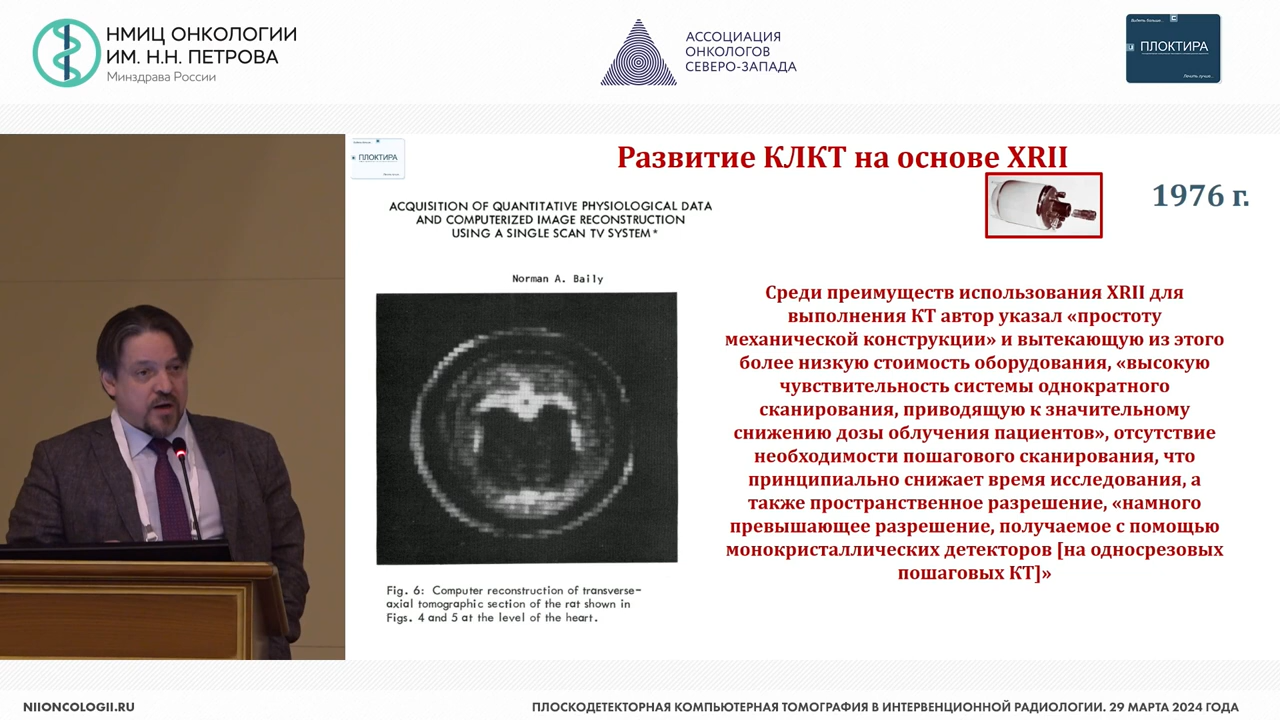 НМИЦ ОНКОЛОГИИ
ИМ. Н.Н. ПЕТРОВА
Минздрава России
АССОЦИАЦИЯ
ОНКОЛОГОВ
СЕВЕРО-ЗАПАДА
Видеть больше...
ПЛОКТИРА
Лечить лучше...
ПЛОКТИРА
Развитие КЛКТ на основе XRII
1976 г.
ACQUISITION OF QUANTITATIVE PHYSIOLOGICAL DATA
AND COMPUTERIZED IMAGE RECONSTRUCTION
USING A SINGLE SCAN TV SYSTEM*
Norman A. Baily
Fig. 6: Computer reconstruction of transverse-
axial tomographic section of the rat shown in
Figs. 4 and 5 at the level of the heart.
Среди преимуществ использования XRII для
выполнения КТ автор указал «простоту
механической конструкции» и вытекающую из этого
более низкую стоимость оборудования, «высокую
чувствительность системы однократного
сканирования, приводящую к значительному
снижению дозы облучения пациентов», отсутствие
необходимости пошагового сканирования, что
принципиально снижает время исследования, а
также пространственное разрешение, «намного
превышающее разрешение, получаемое с помощью
монокристаллических детекторов [на односрезовых
пошаговых КТ]»
NIIONCOLOGII.RU
ПЛОСКОДЕТЕКТОРНАЯ КОМПЬЮТЕРНАЯ ТОМОГРАФИЯ В ИНТЕРВЕНЦИОННОЙ РАДИОЛОГИИ. 29 МАРТА 2024 ГОДА